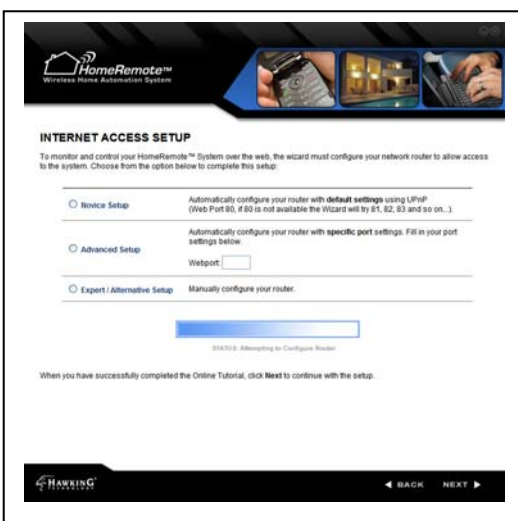 HomeRemote™
Wireless Home Automation System
INTERNET ACCESS SETUP
To monitor and control your HomeRemote™ System over the web, the wizard must configure your network router to allow access
to the system. Choose from the option below to complete this setup:
Novice Setup
Automatically configure your router with default settings using UPnP
(Web Port 80, if 80 is not available the Wizard will try 81, 82, 83 and so on...).
Advanced Setup
Automatically configure your router with specific port settings. Fill in your port
settings below.
Webport:
Expert / Alternative Setup
Manually configure your router.
STATUS: Attempting to Configure Router
When you have successfully completed the Online Tutorial, click Next to continue with the setup.
HAWKING
TECHNOLOGY
BACK
NEXT